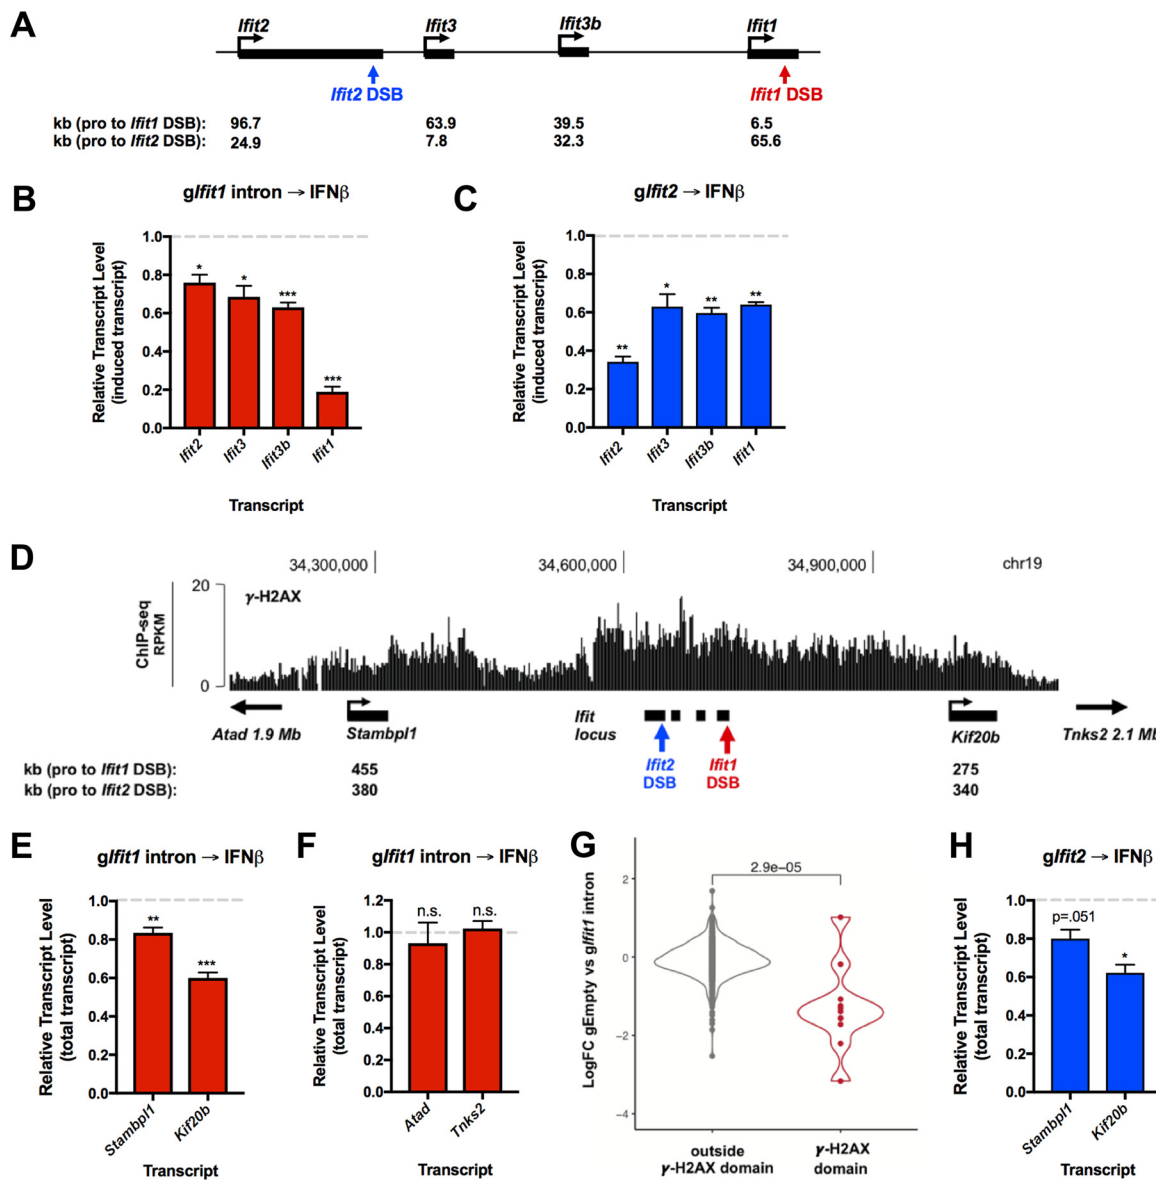 A
Ifit2
Ifit3
Ifit3b
Ifit1
Ifit2 DSB
Ifit1 DSB
kb (pro to Ifit1 DSB): 96.7 63.9 39.5 6.5
kb (pro to Ifit2 DSB): 24.9 7.8 32.3 65.6
B
gIfit1 intron → IFNβ
Relative Transcript Level
(induced transcript)
1.0
0.8
0.6
0.4
0.2
0.0
* * *** ***
Ifit2 Ifit3 Ifit3b Ifit1
Transcript
C
gIfit2 → IFNβ
Relative Transcript Level
(induced transcript)
1.0
0.8
0.6
0.4
0.2
0.0
** * ** **
Ifit2 Ifit3 Ifit3b Ifit1
Transcript
D
34,300,000 34,600,000 34,900,000 chr19
ChIP-seq
RPKM
20
0
γ-H2AX
Atad 1.9 Mb
Stambpl1
Ifit
locus
Kif20b
Tnks2 2.1 Mb
Ifit2
DSB
Ifit1
DSB
kb (pro to Ifit1 DSB): 455 275
kb (pro to Ifit2 DSB): 380 340
E
gIfit1 intron → IFNβ
Relative Transcript Level
(total transcript)
1.0
0.8
0.6
0.4
0.2
0.0
** ***
Stambpl1 Kif20b
Transcript
F
gIfit1 intron → IFNβ
Relative Transcript Level
(total transcript)
1.2
1.0
0.8
0.6
0.4
0.2
0.0
n.s. n.s.
Atad Tnks2
Transcript
G
LogFC gEmpty vs gIfit1 intron
2
0
−2
−4
2.9e−05
outside
γ-H2AX domain
γ-H2AX
domain
H
gIfit2 → IFNβ
Relative Transcript Level
(total transcript)
1.0
0.8
0.6
0.4
0.2
0.0
p=.051 *
Stambpl1 Kif20b
Transcript